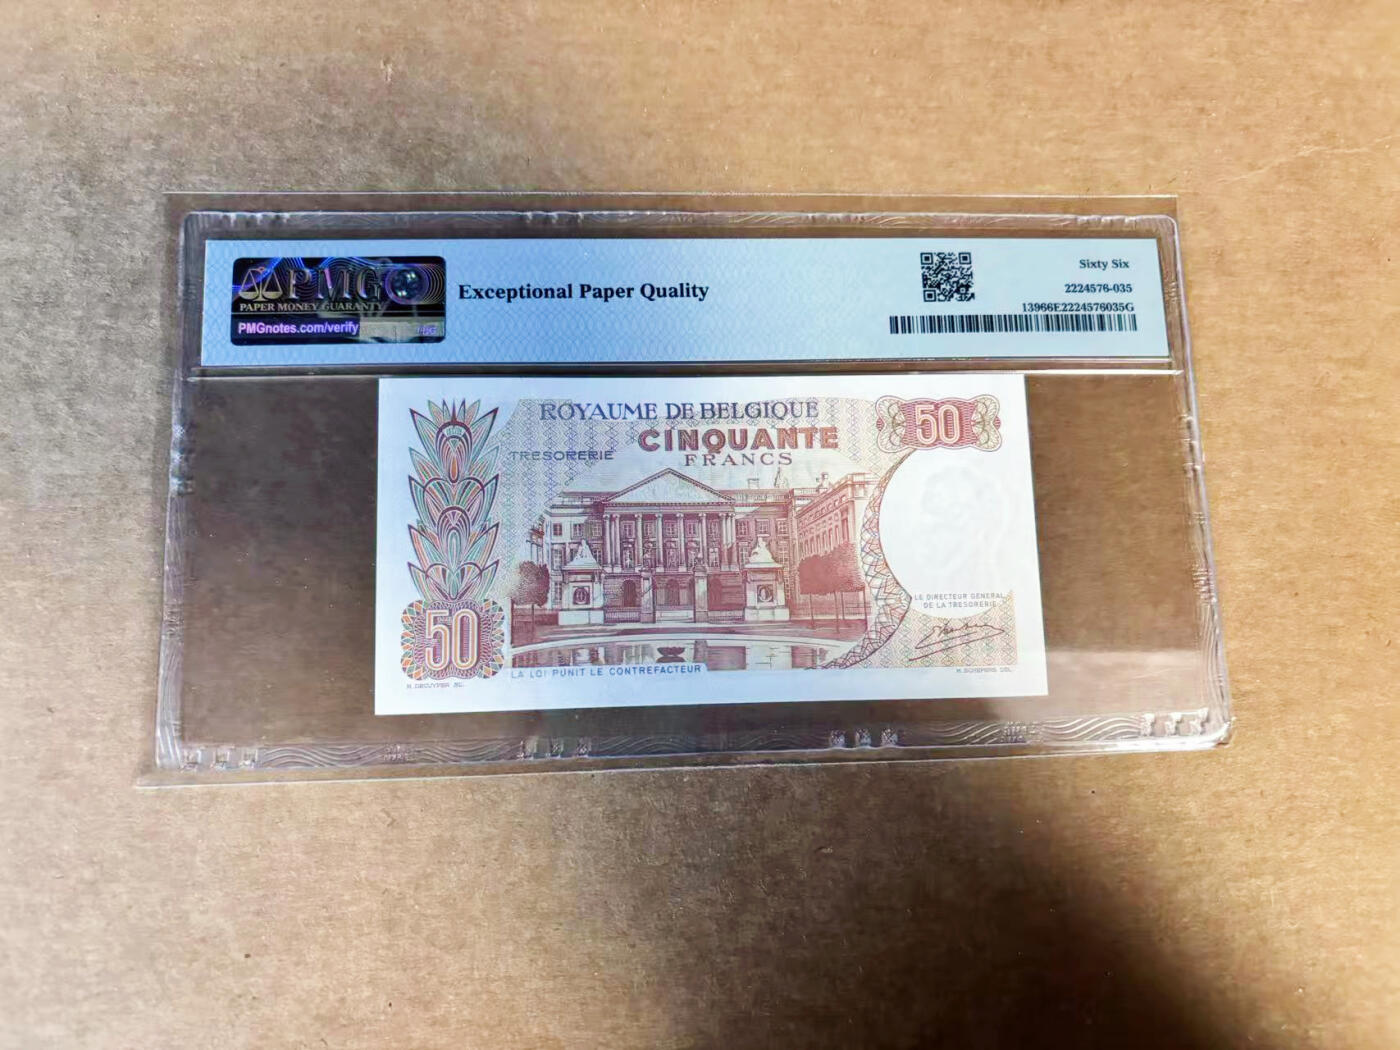 PMG
PAPER MONEY GUARANTY
PMGnotes.com/verify
Exceptional Paper Quality
Sixty Six
2224576-035
13966E2224576035G
ROYAUME DE BELGIQUE
CINQUANTE
FRANCS
TRESORERIE
50
LE DIRECTEUR GENERAL
DE LA TRESORERIE
50
LA LOI PUNIT LE CONTREFACTEUR